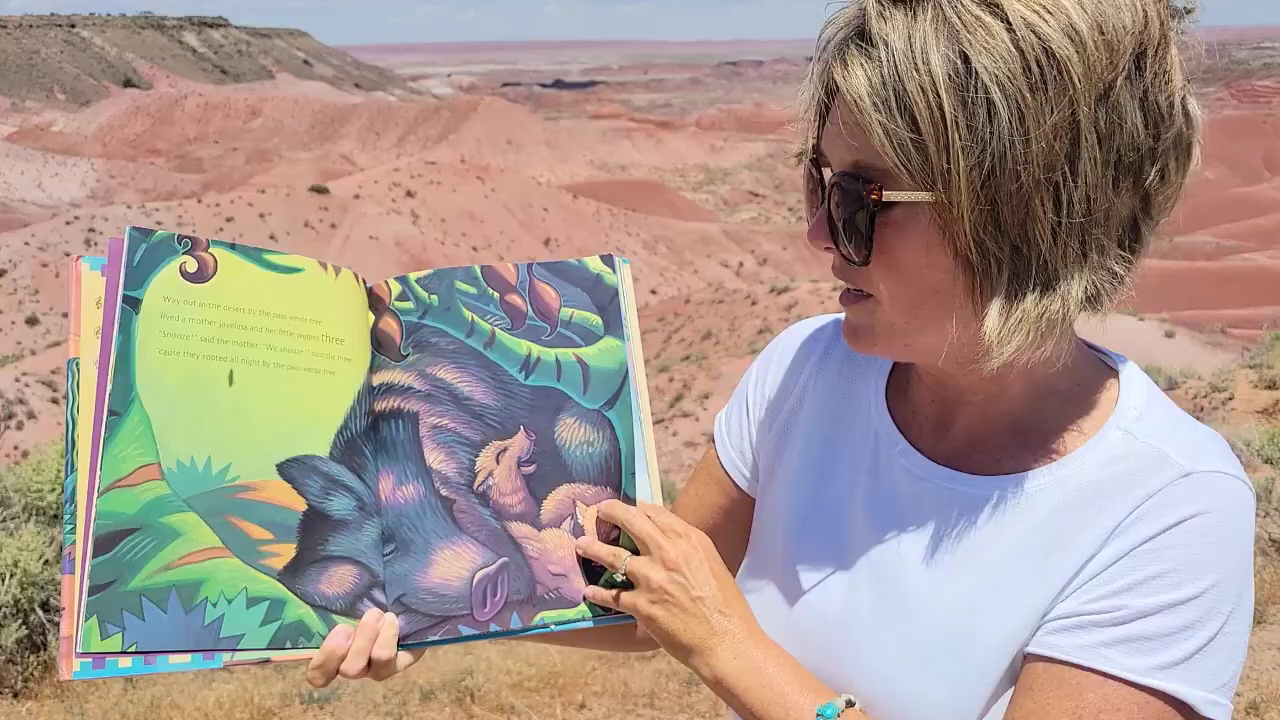 Way out in the desert by the palo verde tree
lived a mother javelina and her little piggies three
"Snooze!" said the mother. "We snooze!" said the three,
cause they rooted all night by the palo verde tree.